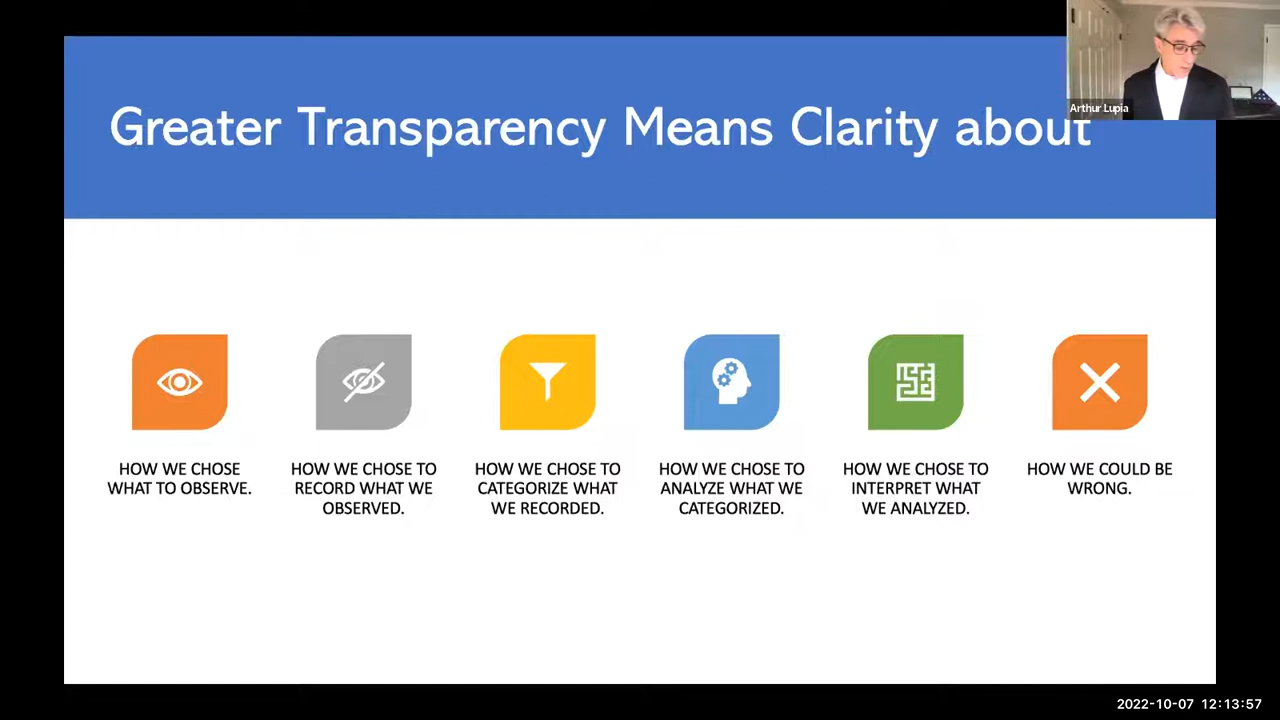 Greater Transparency Means Clarity about
Arthur Lupia
HOW WE CHOSE
WHAT TO OBSERVE.
HOW WE CHOSE TO
RECORD WHAT WE
OBSERVED.
HOW WE CHOSE TO
CATEGORIZE WHAT
WE RECORDED.
HOW WE CHOSE TO
ANALYZE WHAT WE
CATEGORIZED.
HOW WE CHOSE TO
INTERPRET WHAT
WE ANALYZED.
HOW WE COULD BE
WRONG.
2022-10-07 12:13:57